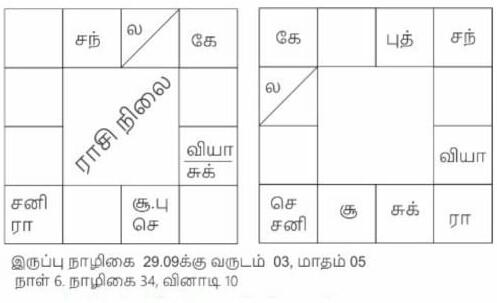 சந்
ல
கே
ராசி நிலை
வியா
சுக்
சனி
ரா
சூ.பு
செ
கே
புத்
சந்
ல
வியா
செ
சனி
சூ
சுக்
ரா
இருப்பு நாழிகை 29.09க்கு வருடம் 03, மாதம் 05
நாள் 6. நாழிகை 34, வினாடி 10